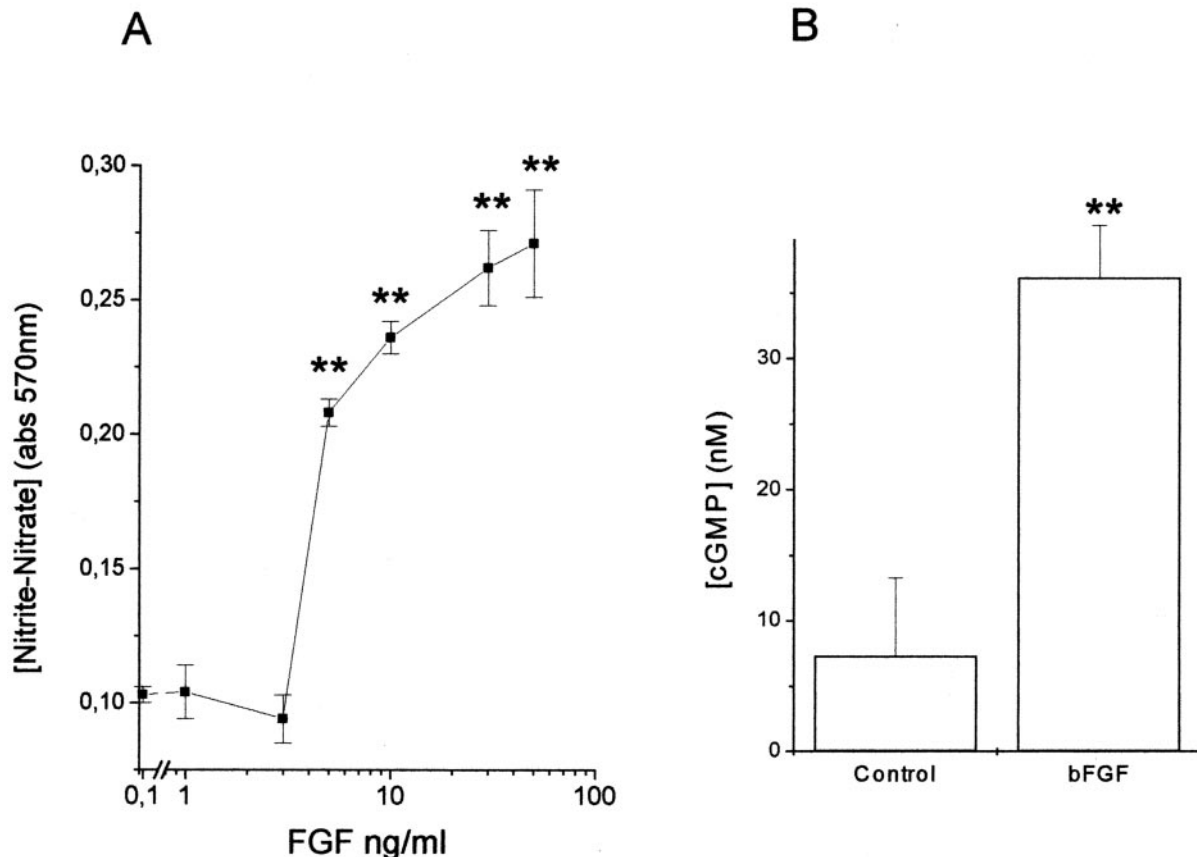 A
[Nitrite-Nitrate] (abs 570nm)
0,30
0,25
0,20
0,15
0,10
**
**
**
**
0,1 1 10 100
FGF ng/ml
B
[cGMP] (nM)
30
20
10
0
**
Control bFGF